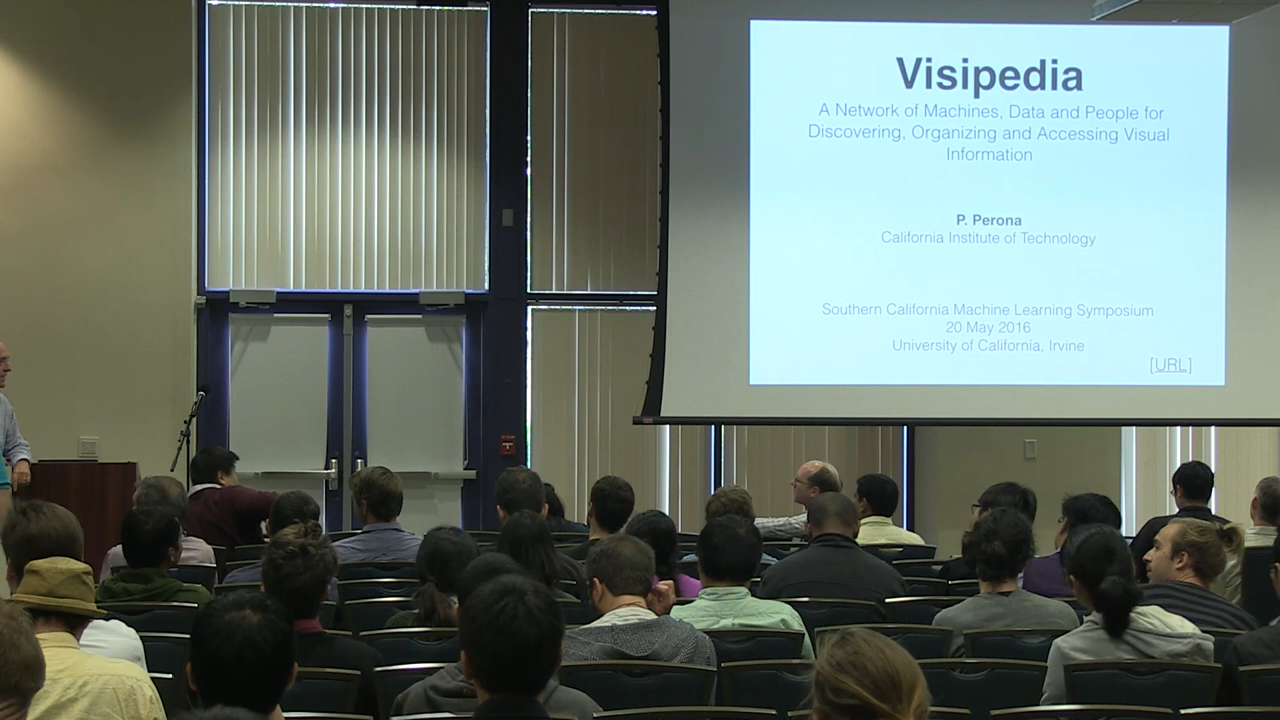 Visipedia
A Network of Machines, Data and People for
Discovering, Organizing and Accessing Visual
Information
P. Perona
California Institute of Technology
Southern California Machine Learning Symposium
20 May 2016
University of California, Irvine
[URL]